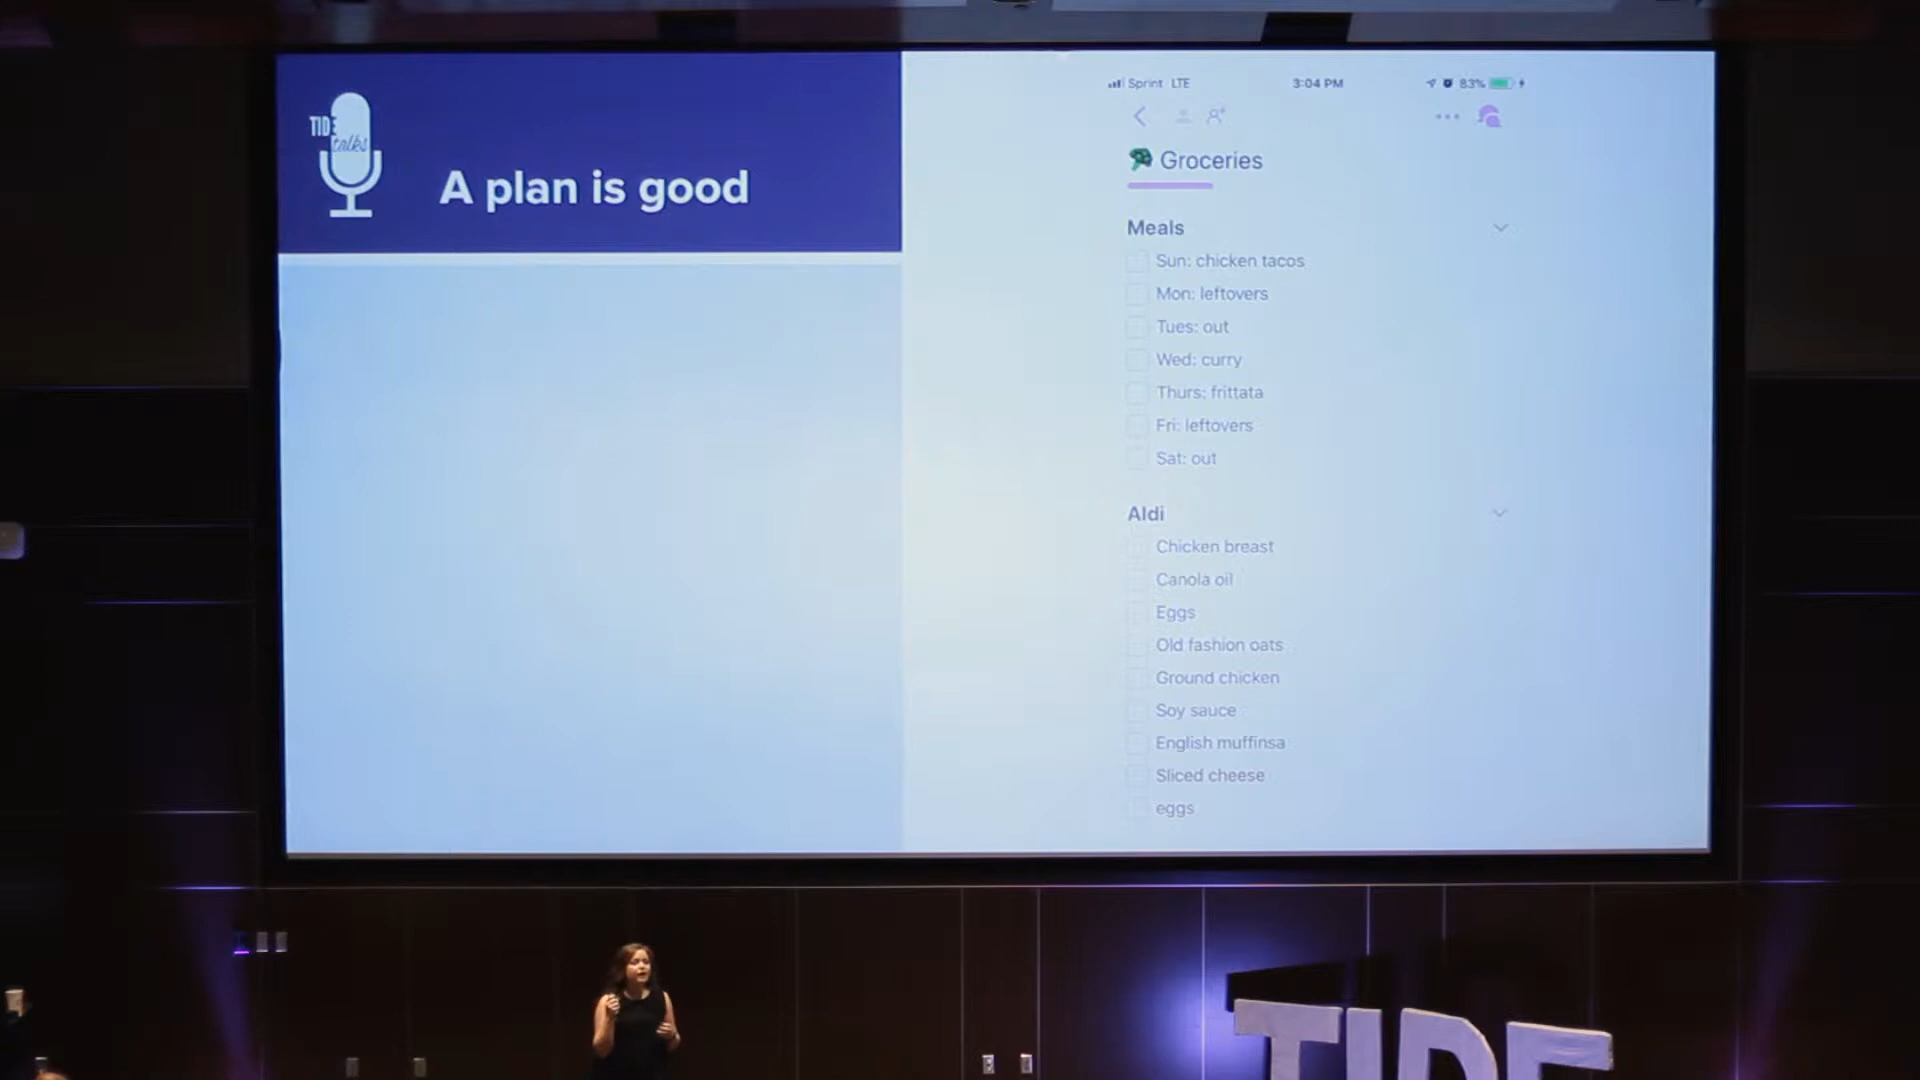 TIDE
talks
A plan is good
Sprint LTE
3:04 PM
83%
Groceries
Meals
Sun: chicken tacos
Mon: leftovers
Tues: out
Wed: curry
Thurs: frittata
Fri: leftovers
Sat: out
Aldi
Chicken breast
Canola oil
Eggs
Old fashion oats
Ground chicken
Soy sauce
English muffinsa
Sliced cheese
eggs
TIDE